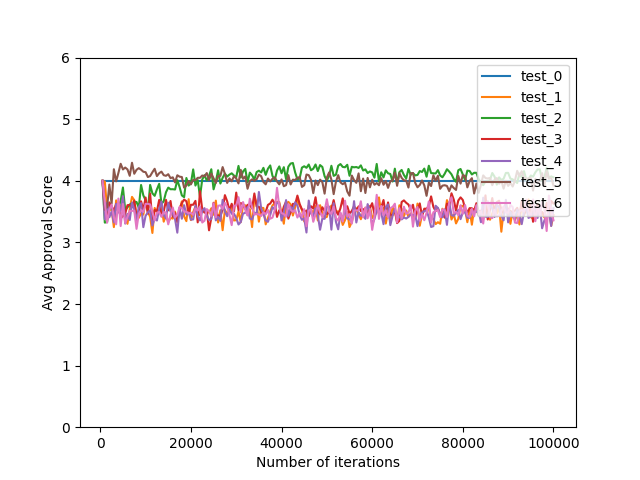 6
5
4
3
2
1
0
Avg Approval Score
test_0
test_1
test_2
test_3
test_4
test_5
test_6
0 20000 40000 60000 80000 100000
Number of iterations